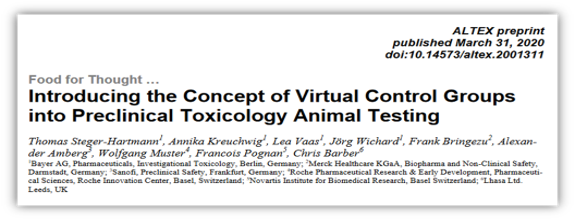 ALTEX preprint
published March 31, 2020
doi:10.14573/altex.2001311
Food for Thought ...
Introducing the Concept of Virtual Control Groups
into Preclinical Toxicology Animal Testing
Thomas Steger-Hartmann¹, Annika Kreuchwig¹, Lea Vaas¹, Jörg Wichard¹, Frank Bringezu², Alexan-
der Amberg³, Wolfgang Muster⁴, Francois Pognan⁵, Chris Barber⁶
¹Bayer AG, Pharmaceuticals, Investigational Toxicology, Berlin, Germany; ²Merck Healthcare KGaA, Biopharma and Non-Clinical Safety,
Darmstadt, Germany; ³Sanofi, Preclinical Safety, Frankfurt, Germany; ⁴Roche Pharmaceutical Research & Early Development, Pharmaceuti-
cal Sciences, Roche Innovation Center, Basel, Switzerland; ⁵Novartis Institute for Biomedical Research, Basel Switzerland; ⁶Lhasa Ltd.
Leeds, UK